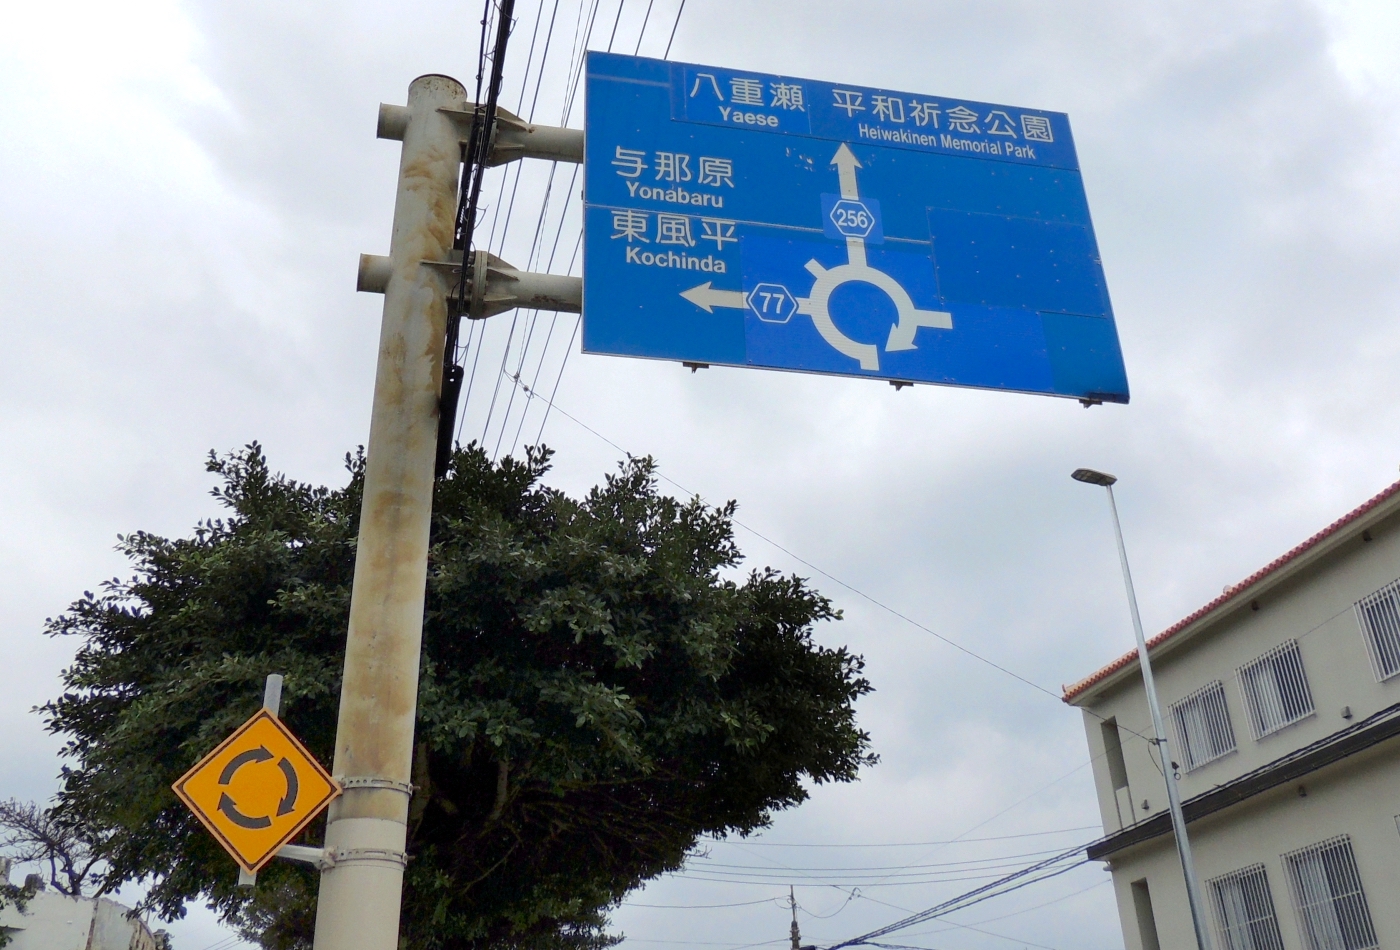 八重瀬
Yaese
平和祈念公園
Heiwakinen Memorial Park
与那原
Yonabaru
東風平
Kochinda
256
77